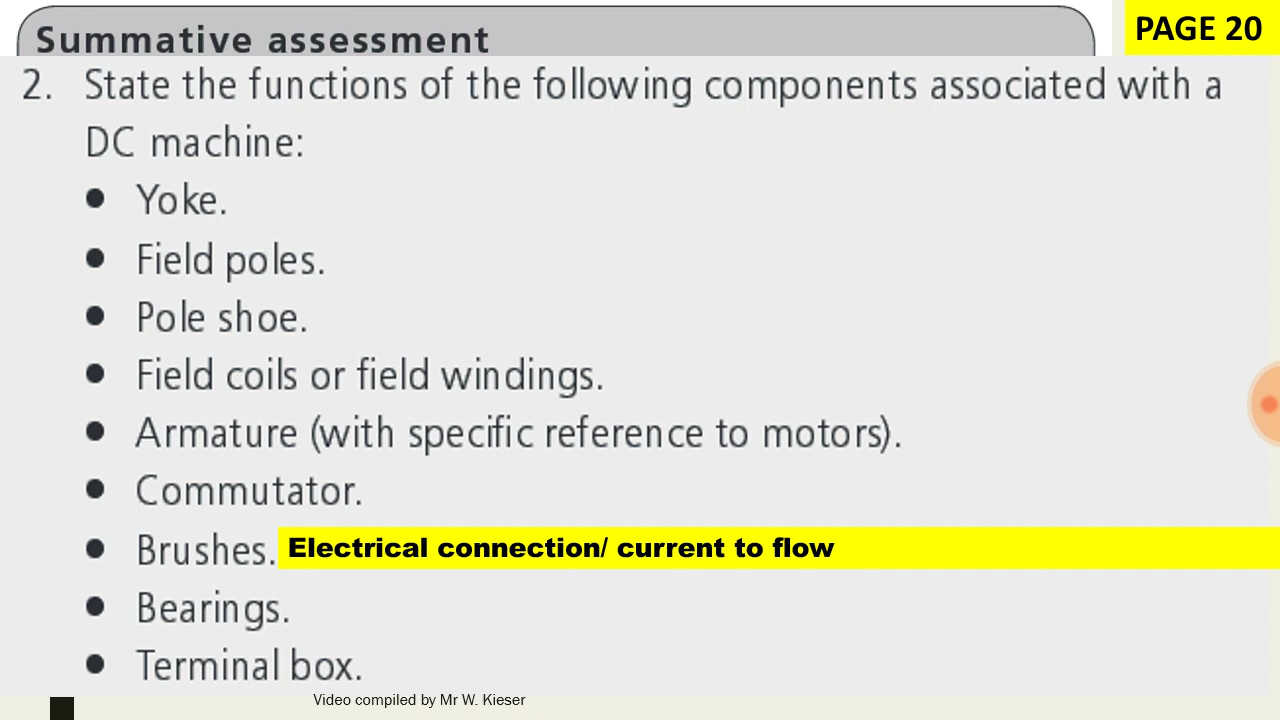 Summative assessment
PAGE 20
2. State the functions of the following components associated with a
DC machine:
• Yoke.
• Field poles.
• Pole shoe.
• Field coils or field windings.
• Armature (with specific reference to motors).
• Commutator.
• Brushes. Electrical connection/ current to flow
• Bearings.
• Terminal box.
Video compiled by Mr W. Kieser